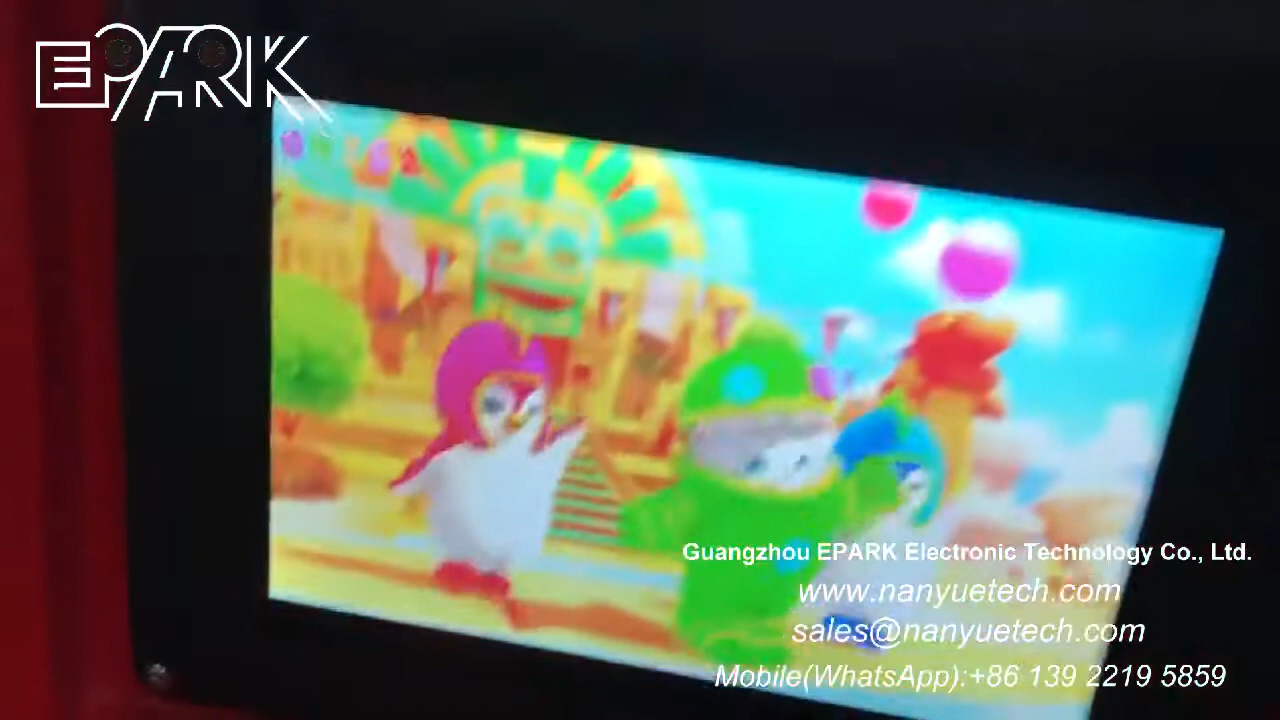 EPARK
Guangzhou EPARK Electronic Technology Co., Ltd.
www.nanyuetech.com
sales@nanyuetech.com
Mobile(WhatsApp):+86 139 2219 5859